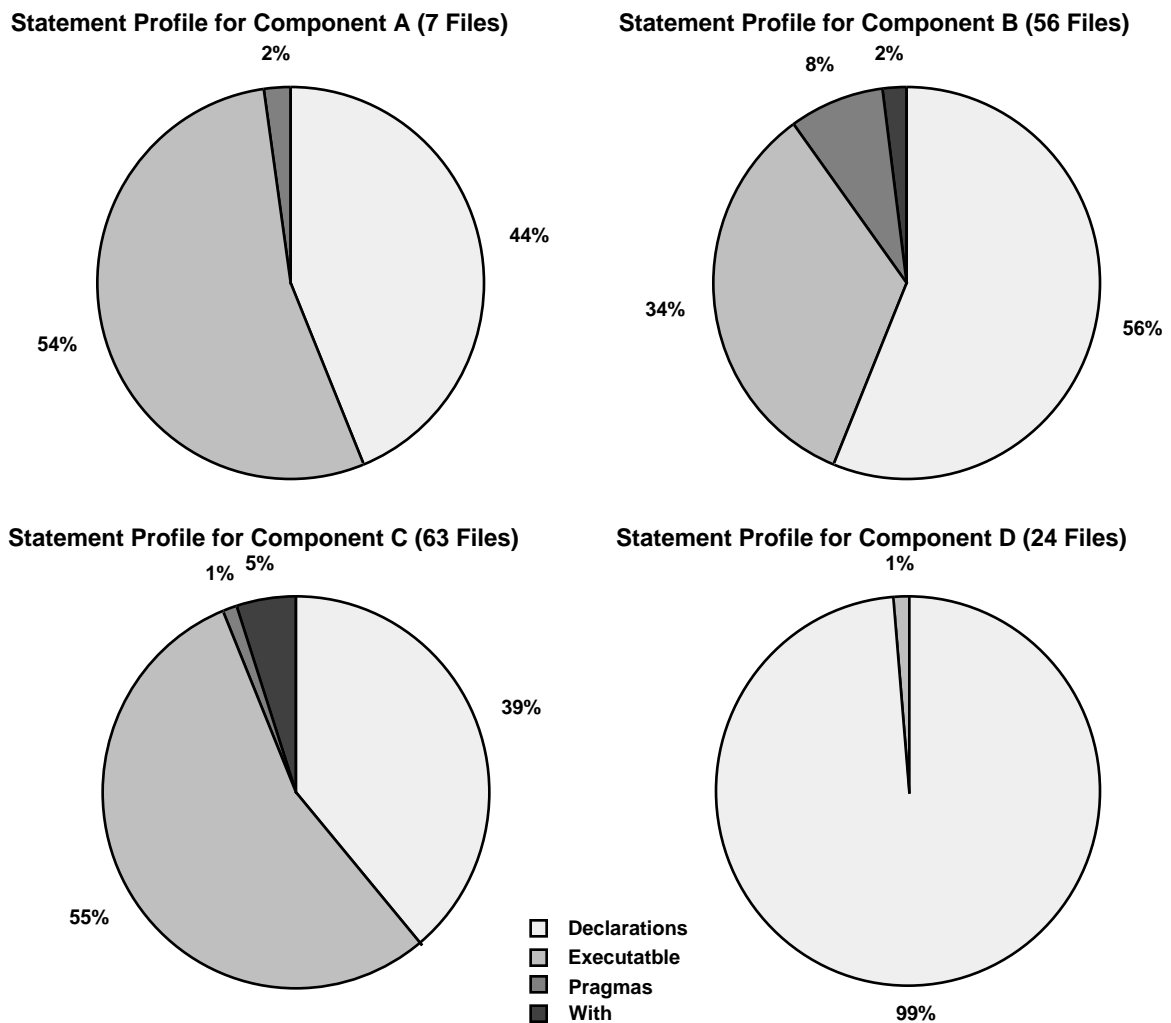 Statement Profile for Component A (7 Files)
2%
44%
54%
Statement Profile for Component B (56 Files)
8%
2%
34%
56%
Statement Profile for Component C (63 Files)
1%
5%
39%
55%
Statement Profile for Component D (24 Files)
1%
99%
Declarations
Executatble
Pragmas
With